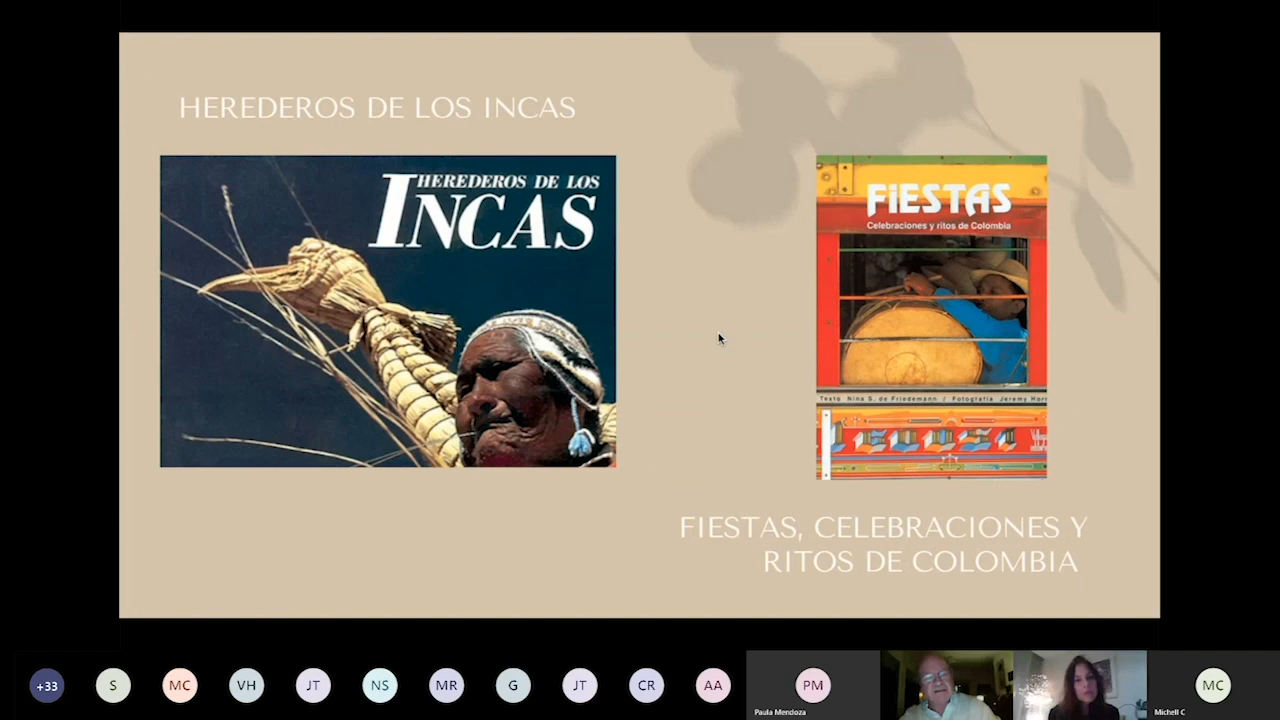 HEREDEROS DE LOS INCAS
HEREDEROS DE LOS
INCAS
FIESTAS
Celebraciones y ritos de Colombia
Texto Nina S. de Friedemann / Fotografía Jeremy Horn
FIESTAS, CELEBRACIONES Y
RITOS DE COLOMBIA
+33
S
MC
VH
JT
NS
MR
G
JT
CR
AA
PM
Paula Mendoza
MC
Michell C